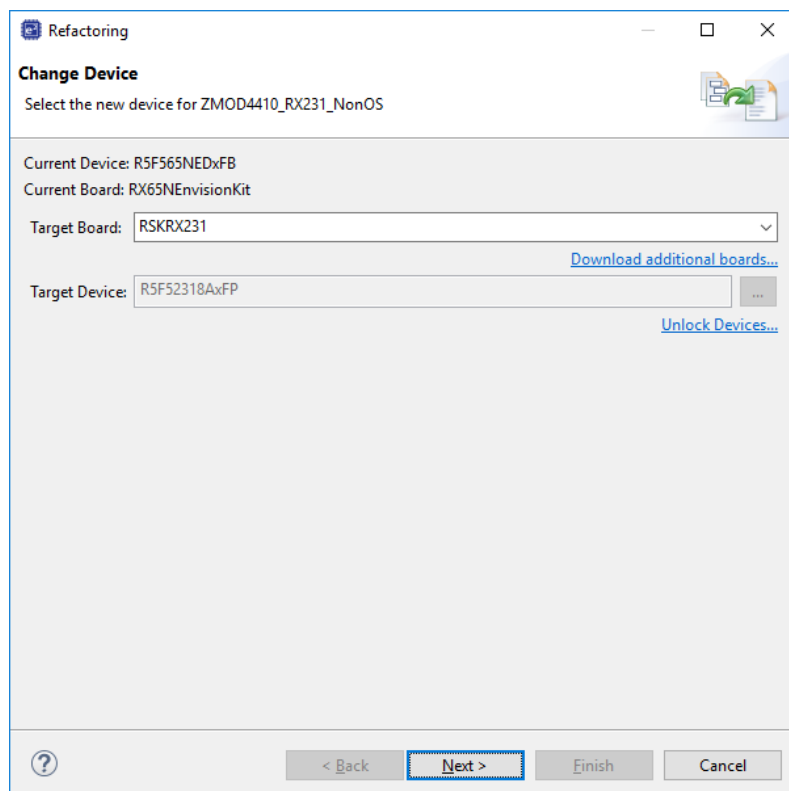 Refactoring
Change Device
Select the new device for ZMOD4410_RX231_NonOS
Current Device: R5F565NEDxFB
Current Board: RX65NEnvisionKit
Target Board: RSKRX231
Download additional boards...
Target Device: R5F52318AxFP ...
Unlock Devices...
? < Back Next > Finish Cancel